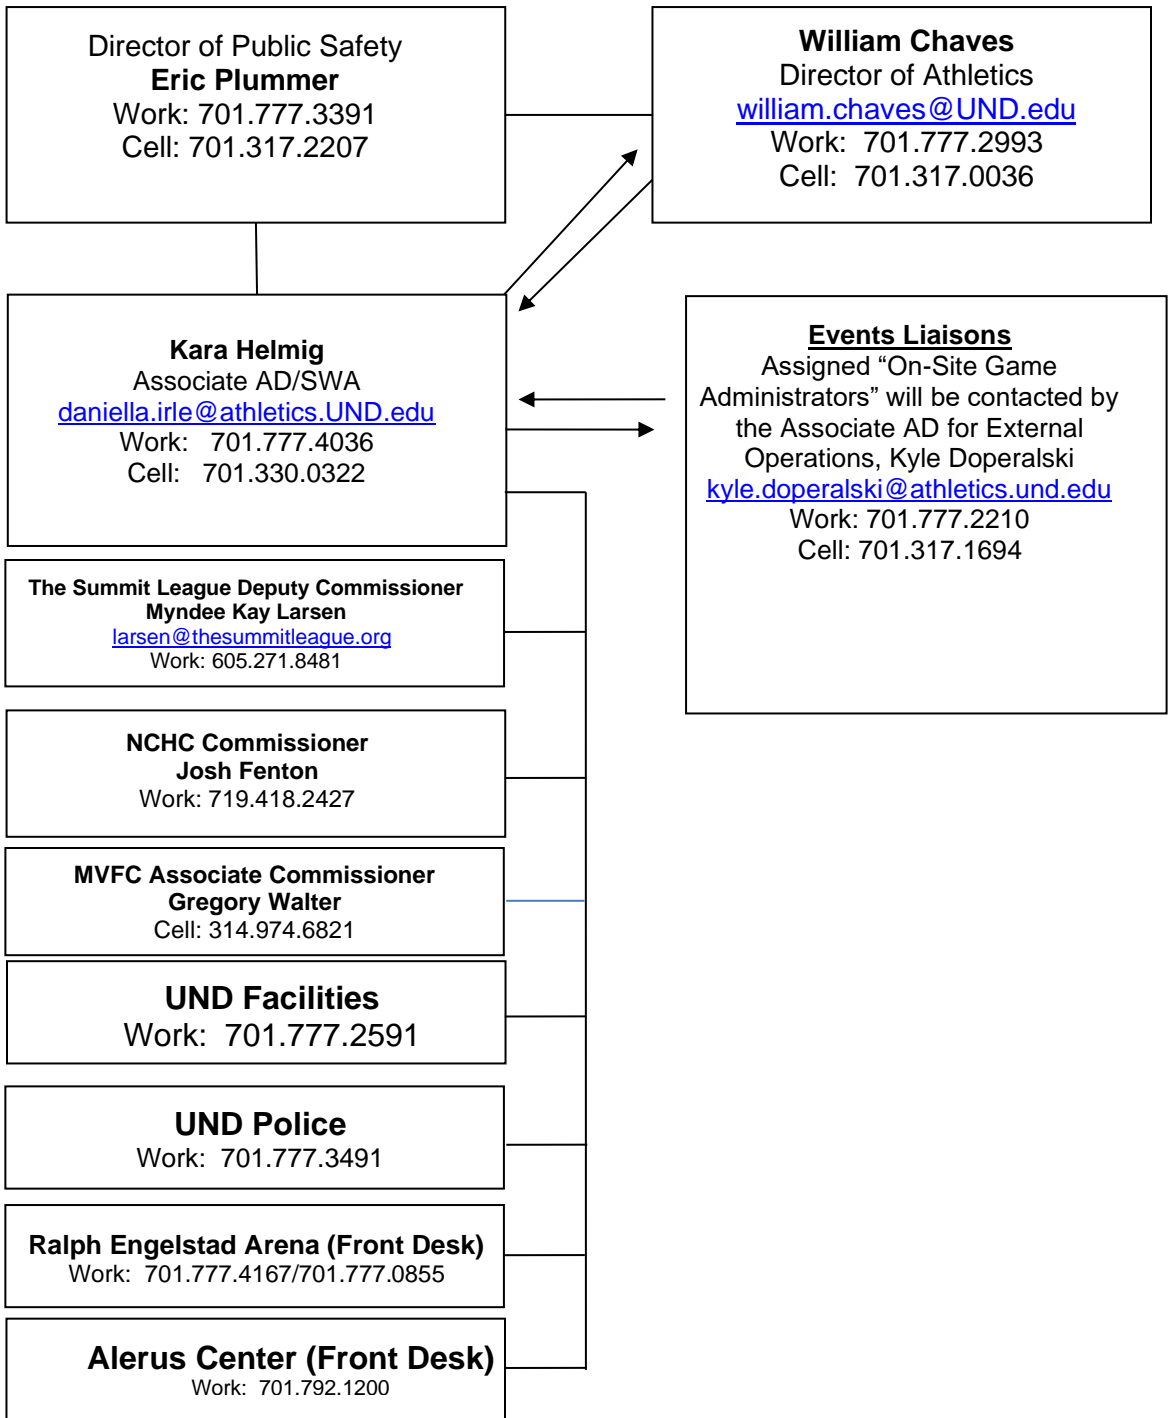 Director of Public Safety
Eric Plummer
Work: 701.777.3391
Cell: 701.317.2207
William Chaves
Director of Athletics
william.chaves@UND.edu
Work: 701.777.2993
Cell: 701.317.0036
Kara Helmig
Associate AD/SWA
daniella.irle@athletics.UND.edu
Work: 701.777.4036
Cell: 701.330.0322
Events Liaisons
Assigned “On-Site Game
Administrators” will be contacted by
the Associate AD for External
Operations, Kyle Doperalski
kyle.doperalski@athletics.und.edu
Work: 701.777.2210
Cell: 701.317.1694
The Summit League Deputy Commissioner
Myndee Kay Larsen
larsen@thesummitleague.org
Work: 605.271.8481
NCHC Commissioner
Josh Fenton
Work: 719.418.2427
MVFC Associate Commissioner
Gregory Walter
Cell: 314.974.6821
UND Facilities
Work: 701.777.2591
UND Police
Work: 701.777.3491
Ralph Engelstad Arena (Front Desk)
Work: 701.777.4167/701.777.0855
Alerus Center (Front Desk)
Work: 701.792.1200